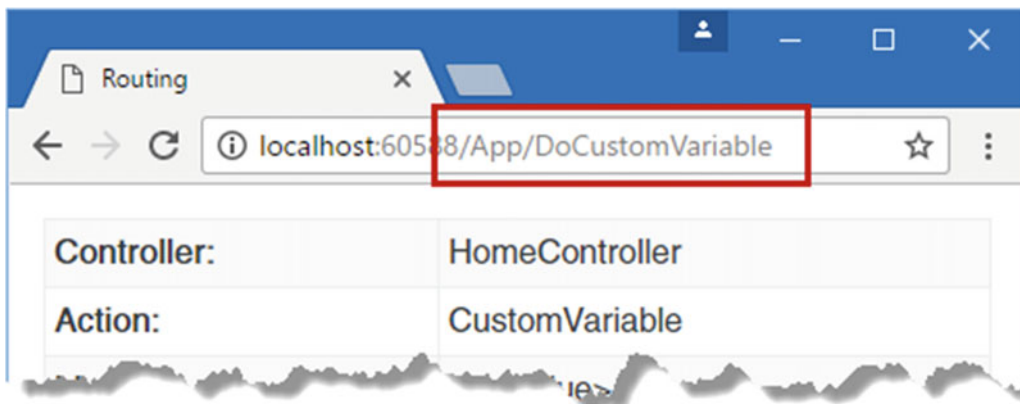 Routing
localhost:60588/App/DoCustomVariable
Controller: HomeController
Action: CustomVariable